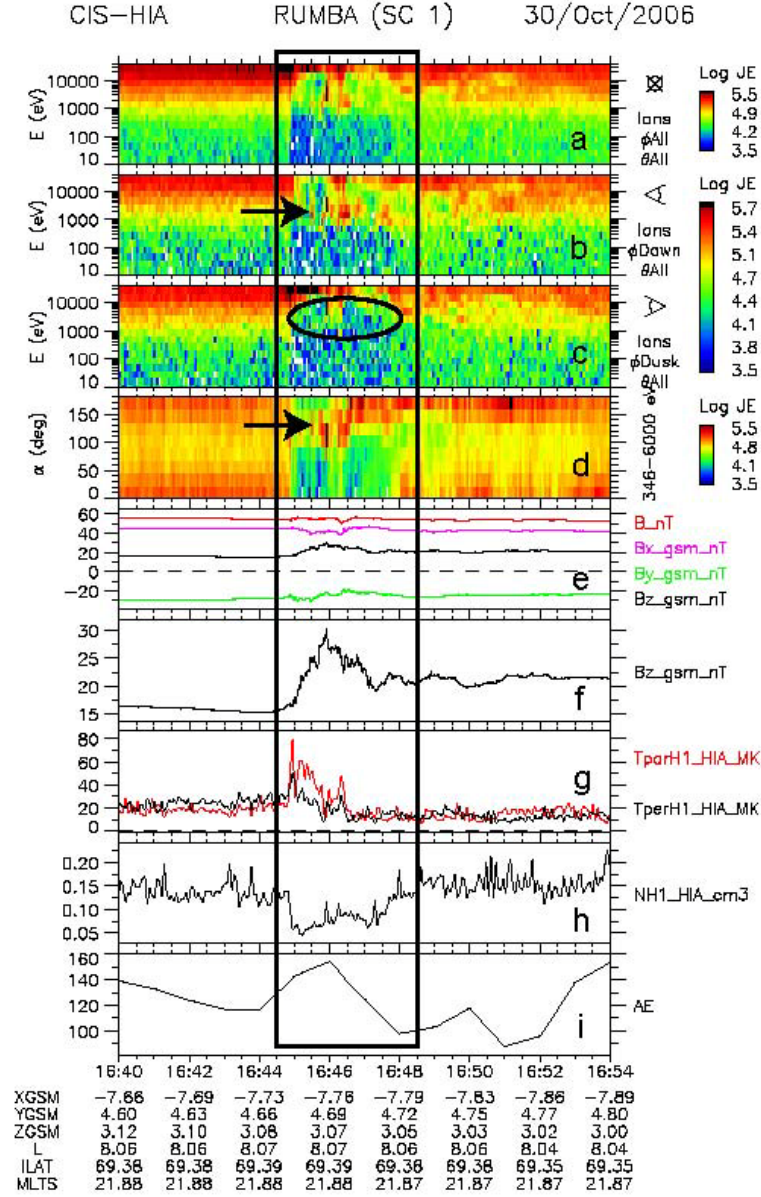 CIS-HIA RUMBA (SC 1) 30/Oct/2006
10000
1000
100
10
E (eV)
a
Ions
φAll
θAll
Log JE
5.5
4.9
4.2
3.5
10000
1000
100
10
E (eV)
b
Ions
φDawn
θAll
Log JE
5.7
5.1
4.7
4.4
4.1
3.8
3.5
10000
1000
100
10
E (eV)
c
Ions
φDusk
θAll
150
100
50
0
α (deg)
d
346-6000 eV
Log JE
5.5
4.8
4.1
3.5
60
40
20
0
-20
e
B_nT
Bx_gsm_nT
By_gsm_nT
Bz_gsm_nT
30
25
20
15
f
Bz_gsm_nT
80
60
40
20
0
g
TparH1_HIA_MK
TperH1_HIA_MK
0.20
0.15
0.10
0.05
h
NH1_HIA_cm3
160
140
120
100
i
AE
16:40 16:42 16:44 16:46 16:48 16:50 16:52 16:54
XGSM -7.66 -7.69 -7.73 -7.76 -7.79 -7.83 -7.86 -7.89
YGSM 4.60 4.63 4.66 4.69 4.72 4.75 4.77 4.80
ZGSM 3.12 3.10 3.08 3.07 3.05 3.03 3.02 3.00
L 8.06 8.06 8.07 8.07 8.06 8.06 8.04 8.04
ILAT 69.38 69.38 69.39 69.39 69.38 69.38 69.35 69.35
MLTS 21.88 21.88 21.88 21.88 21.87 21.87 21.87 21.87